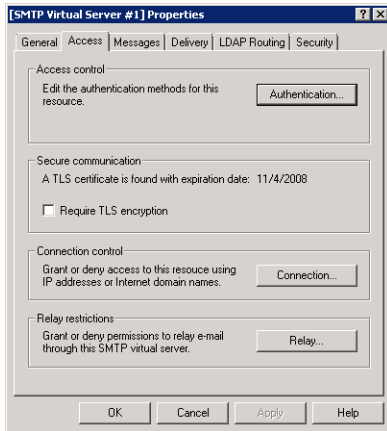 [SMTP Virtual Server #1] Properties
General Access Messages Delivery LDAP Routing Security
Access control
Edit the authentication methods for this
resource.
Authentication...
Secure communication
A TLS certificate is found with expiration date: 11/4/2008
Require TLS encryption
Connection control
Grant or deny access to this resouce using
IP addresses or Internet domain names.
Connection...
Relay restrictions
Grant or deny permissions to relay e-mail
through this SMTP virtual server.
Relay...
OK Cancel Apply Help